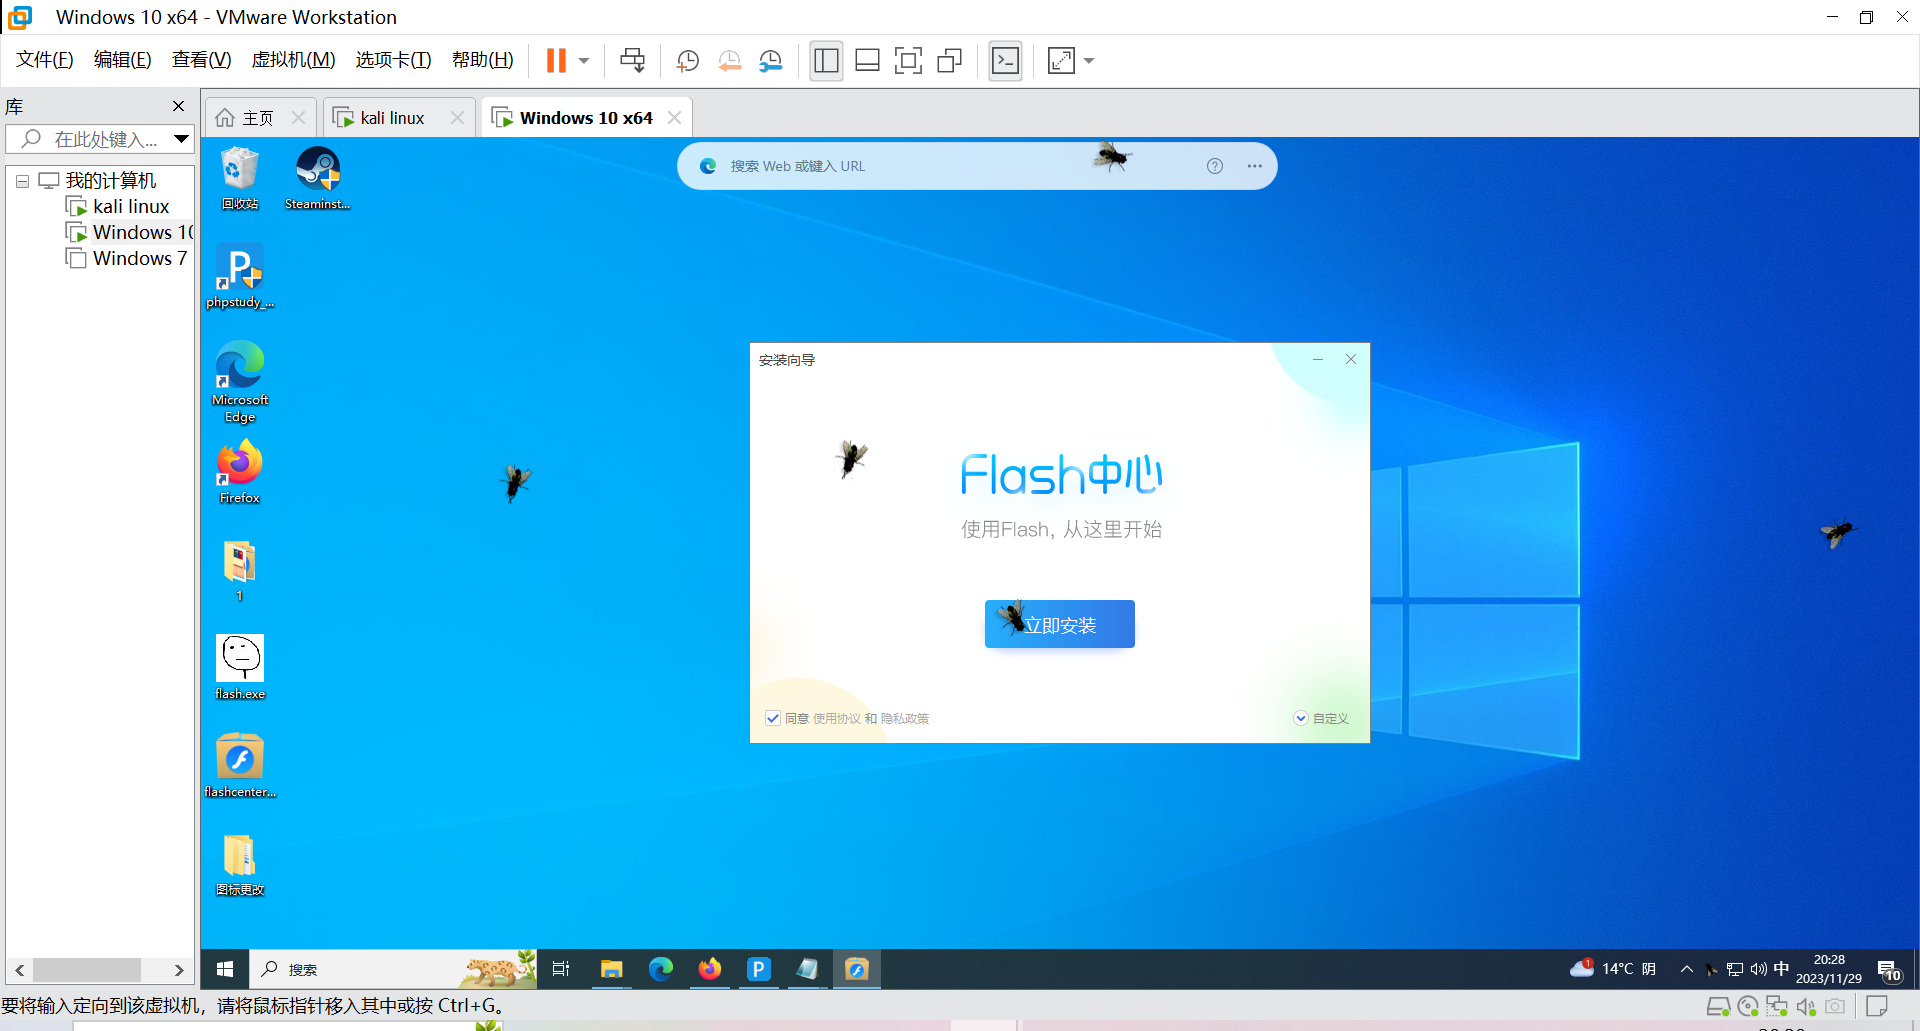 Windows 10 x64 - VMware Workstation
文件(F) 编辑(E) 查看(V) 虚拟机(M) 选项卡(T) 帮助(H)
库
在此处键入...
我的计算机
kali linux
Windows 10
Windows 7
主页
kali linux
Windows 10 x64
回收站
Steaminst...
phpstudy_...
Microsoft
Edge
Firefox
1
flash.exe
flashcenter...
图标更改
搜索 Web 或键入 URL
安装向导
Flash中心
使用Flash, 从这里开始
立即安装
同意 使用协议 和 隐私政策
自定义
搜索
P
1
14°C 阴
中
20:28
2023/11/29
10
要将输入定向到该虚拟机，请将鼠标指针移入其中或按 Ctrl+G。